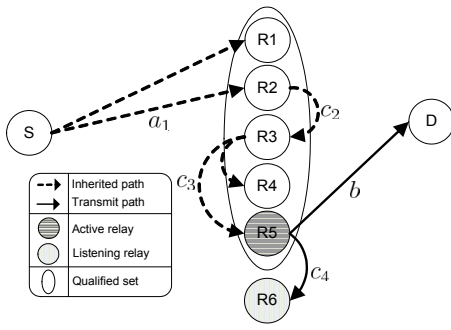 R1
R2
c2
S
a1
R3
D
c3
R4
b
R5
c4
R6
Inherited path
Transmit path
Active relay
Listening relay
Qualified set